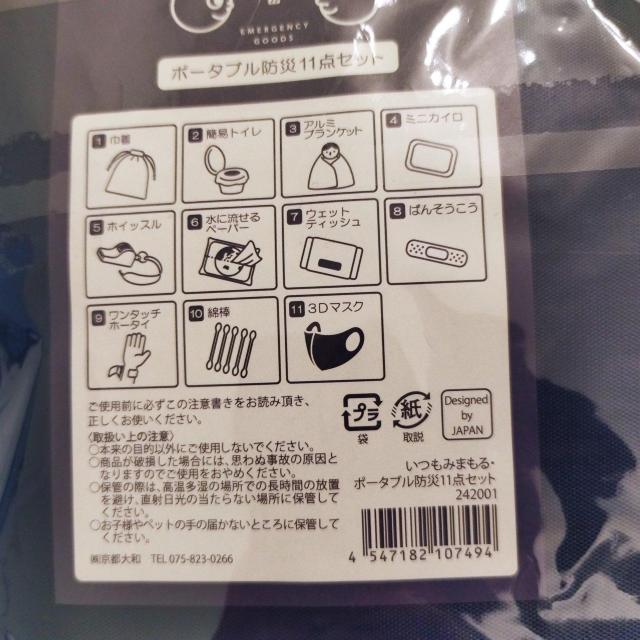 EMERGENCY
GOODS
ポータブル防災11点セット
1 巾着
2 簡易トイレ
3 アルミ
ブランケット
4 ミニカイロ
5 ホイッスル
6 水に流せる
ペーパー
7 ウェット
ティッシュ
8 ばんそうこう
9 ワンタッチ
ホータイ
10 綿棒
11 3Dマスク
ご使用前に必ずこの注意書きをお読み頂き、
正しくお使いください。
〈取扱い上の注意〉
○本来の目的以外にご使用しないでください。
○商品が破損した場合には、思わぬ事故の原因と
なりますのでご使用をおやめください。
○保管の際は、高温多湿の場所での長時間の放置
を避け、直射日光の当たらない場所に保管して
ください。
○お子様やペットの手の届かないところに保管して
ください。
㈲京都大和 TEL 075-823-0266
プラ
袋
紙
取説
Designed
by
JAPAN
いつもみまもる・
ポータブル防災11点セット
242001
4 547182 107494